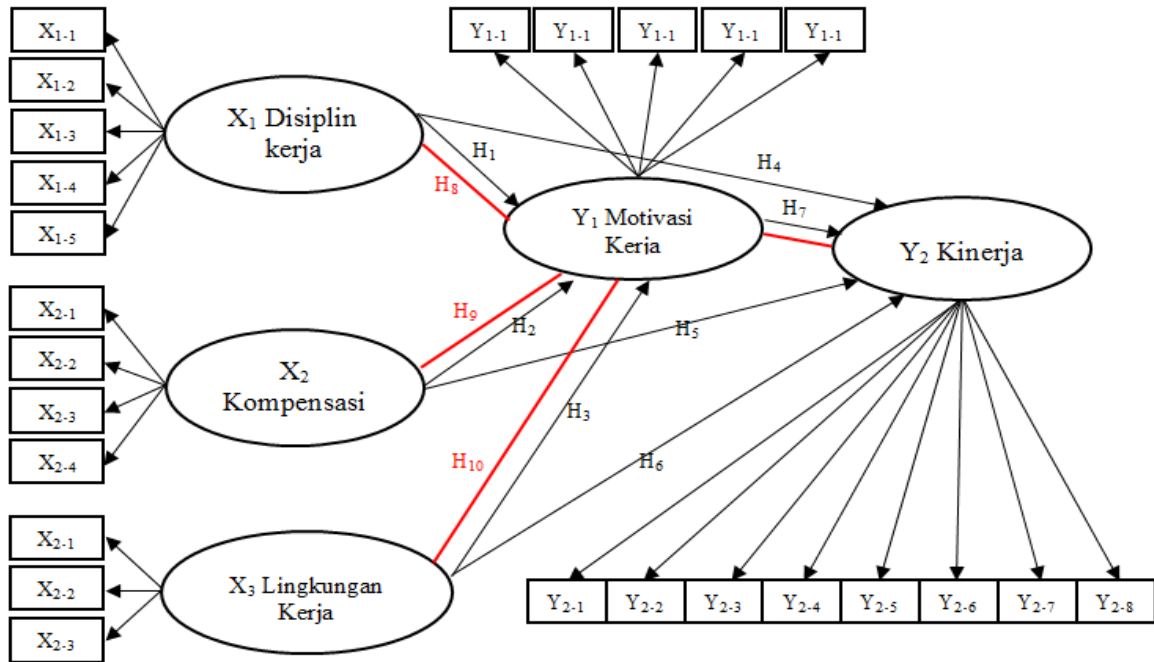 X₁₋₁
X₁₋₂
X₁₋₃
X₁₋₄
X₁₋₅
Y₁₋₁ Y₁₋₁ Y₁₋₁ Y₁₋₁ Y₁₋₁
X₁ Disiplin
kerja
H₁
H₈
H₄
Y₁ Motivasi
Kerja
H₇
Y₂ Kinerja
X₂₋₁
X₂₋₂
X₂₋₃
X₂₋₄
X₂
Kompensasi
H₉
H₂
H₅
H₃
H₁₀
H₆
X₂₋₁
X₂₋₂
X₂₋₃
X₃ Lingkungan
Kerja
Y₂₋₁ Y₂₋₂ Y₂₋₃ Y₂₋₄ Y₂₋₅ Y₂₋₆ Y₂₋₇ Y₂₋₈